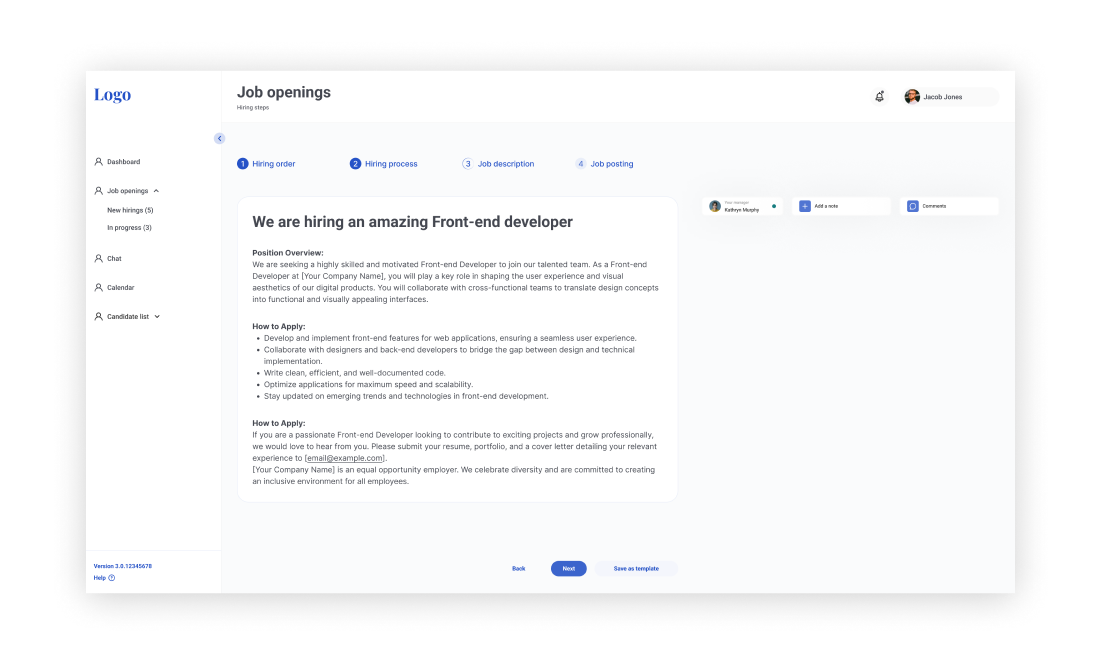 Logo
Job openings
Hiring steps
Jacob Jones
Dashboard
Job openings
New hirings (5)
In progress (3)
Chat
Calendar
Candidate list
1 Hiring order
2 Hiring process
3 Job description
4 Job posting
We are hiring an amazing Front-end developer
Position Overview:
We are seeking a highly skilled and motivated Front-end Developer to join our talented team. As a Front-end
Developer at [Your Company Name], you will play a key role in shaping the user experience and visual
aesthetics of our digital products. You will collaborate with cross-functional teams to translate design concepts
into functional and visually appealing interfaces.
How to Apply:
• Develop and implement front-end features for web applications, ensuring a seamless user experience.
• Collaborate with designers and back-end developers to bridge the gap between design and technical
implementation.
• Write clean, efficient, and well-documented code.
• Optimize applications for maximum speed and scalability.
• Stay updated on emerging trends and technologies in front-end development.
How to Apply:
If you are a passionate Front-end Developer looking to contribute to exciting projects and grow professionally,
we would love to hear from you. Please submit your resume, portfolio, and a cover letter detailing your relevant
experience to [email@example.com].
[Your Company Name] is an equal opportunity employer. We celebrate diversity and are committed to creating
an inclusive environment for all employees.
Your manager
Kathryn Murphy
Add a note
Comments
Back
Next
Save as template
Version 3.0.12345678
Help